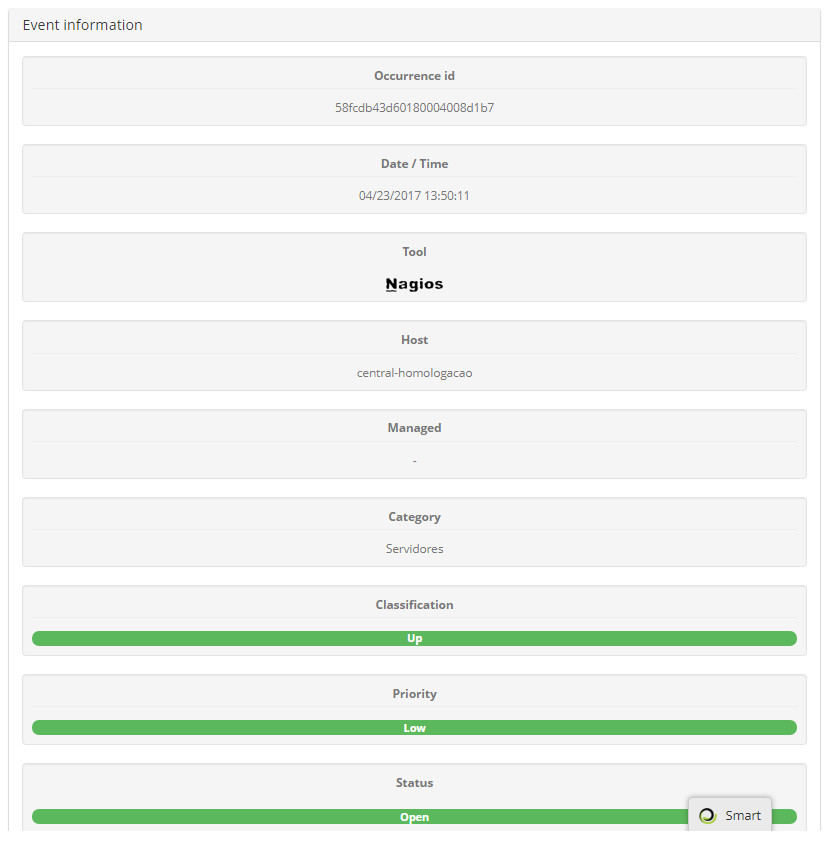 Event information
Occurrence id
58fcdb43d60180004008d1b7
Date / Time
04/23/2017 13:50:11
Tool
Nagios
Host
central-homologacao
Managed
-
Category
Servidores
Classification
Up
Priority
Low
Status
Open
Smart